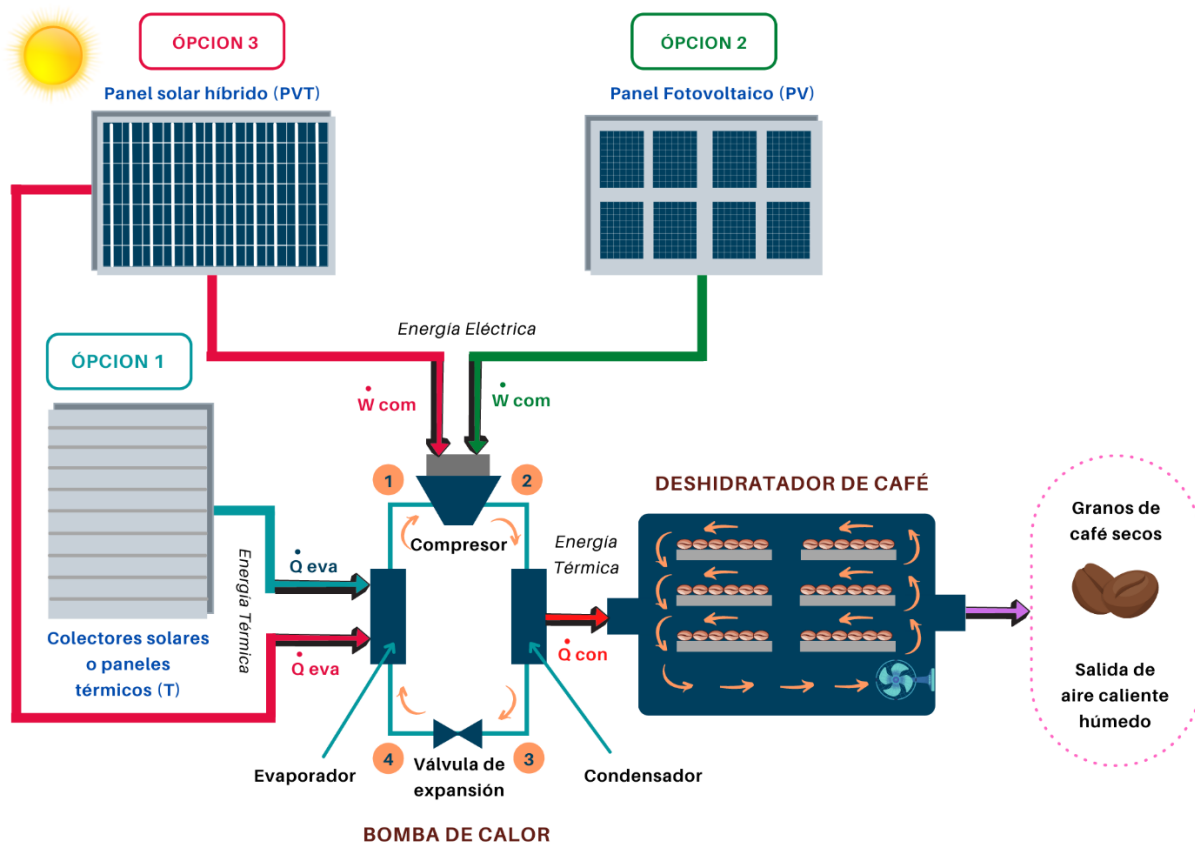 ÓPCION 3
Panel solar híbrido (PVT)
ÓPCION 2
Panel Fotovoltaico (PV)
Energía Eléctrica
Ẇ com
Ẇ com
ÓPCION 1
Colectores solares
o paneles
térmicos (T)
Energía Térmica
Q̇ eva
Q̇ eva
1
2
Compresor
4
3
Evaporador
Válvula de
expansión
Condensador
BOMBA DE CALOR
Energía
Térmica
Q̇ con
DESHIDRATADOR DE CAFÉ
Granos de
café secos
Salida de
aire caliente
húmedo